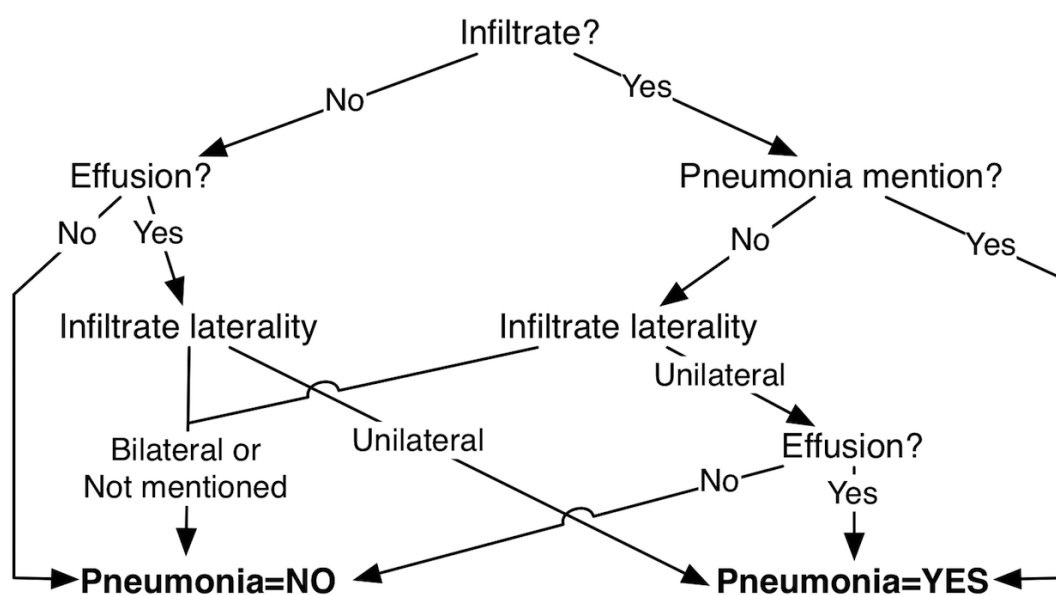 Infiltrate?
No
Yes
Effusion?
Pneumonia mention?
No
Yes
No
Yes
Infiltrate laterality
Infiltrate laterality
Unilateral
Bilateral or
Not mentioned
Unilateral
Effusion?
No
Yes
Pneumonia=NO
Pneumonia=YES